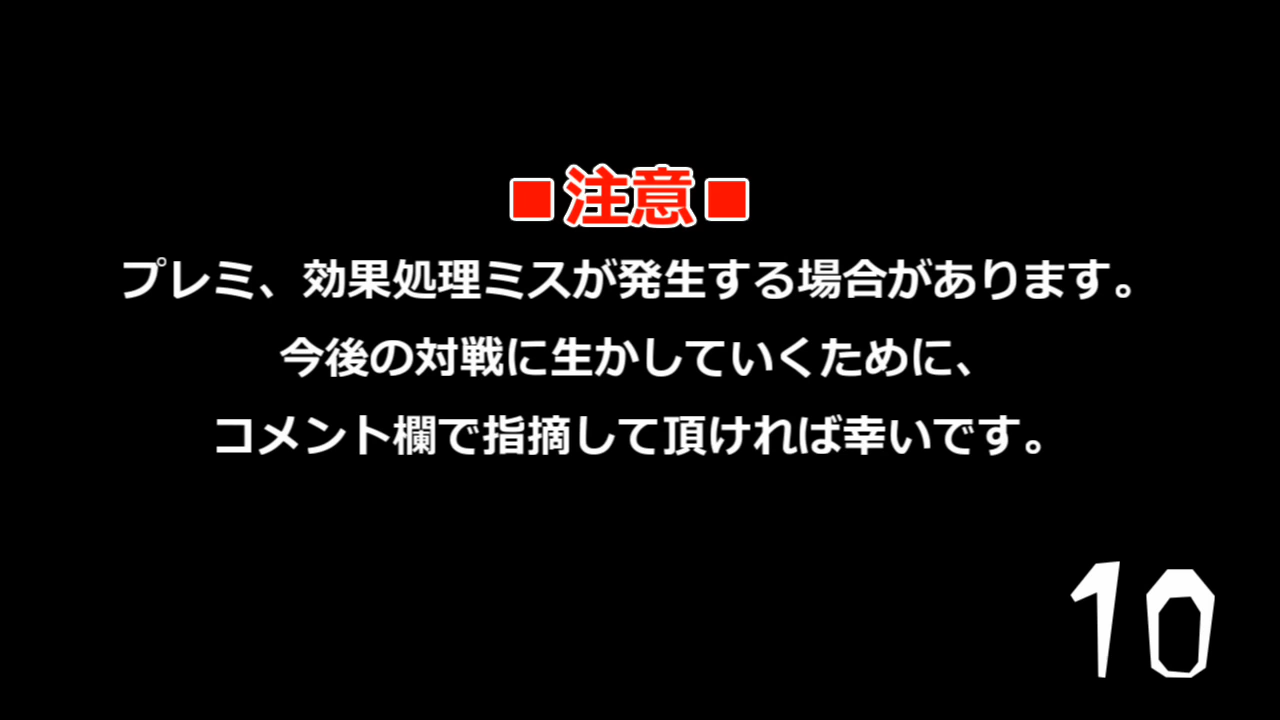 ■注意■
プレミ、効果処理ミスが発生する場合があります。
今後の対戦に生かしていくために、
コメント欄で指摘して頂ければ幸いです。
10